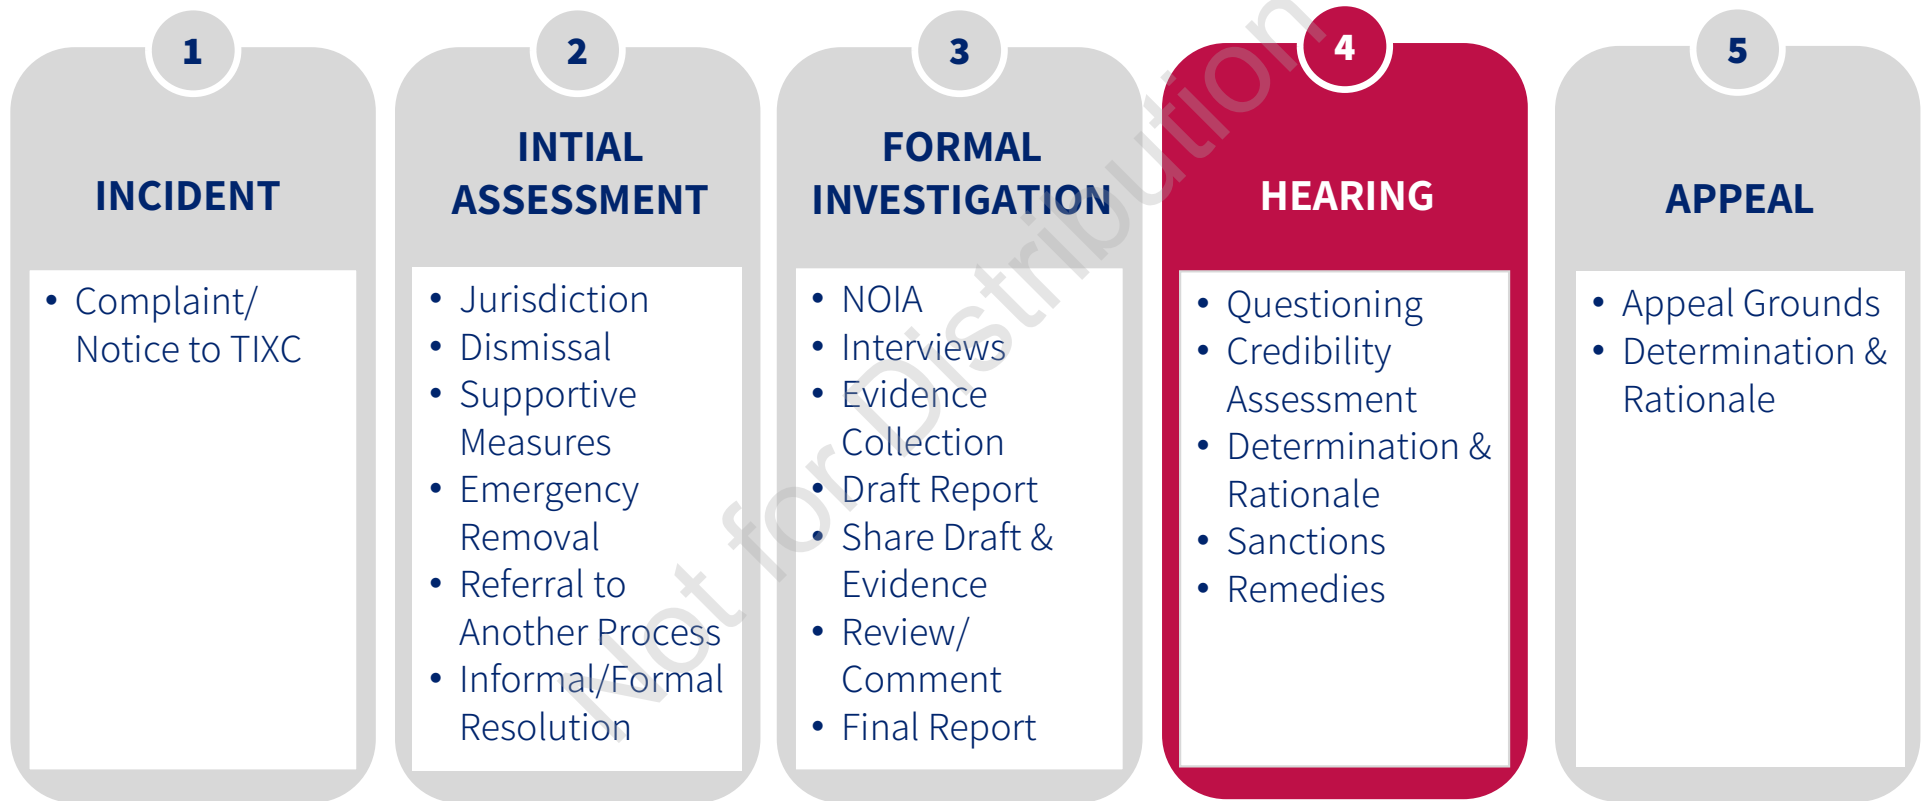 1
INCIDENT
• Complaint/
Notice to TIXC
2
INTIAL
ASSESSMENT
• Jurisdiction
• Dismissal
• Supportive
Measures
• Emergency
Removal
• Referral to
Another Process
• Informal/Formal
Resolution
3
FORMAL
INVESTIGATION
• NOIA
• Interviews
• Evidence
Collection
• Draft Report
• Share Draft &
Evidence
• Review/
Comment
• Final Report
4
HEARING
• Questioning
• Credibility
Assessment
• Determination &
Rationale
• Sanctions
• Remedies
5
APPEAL
• Appeal Grounds
• Determination &
Rationale
Not for Distribution